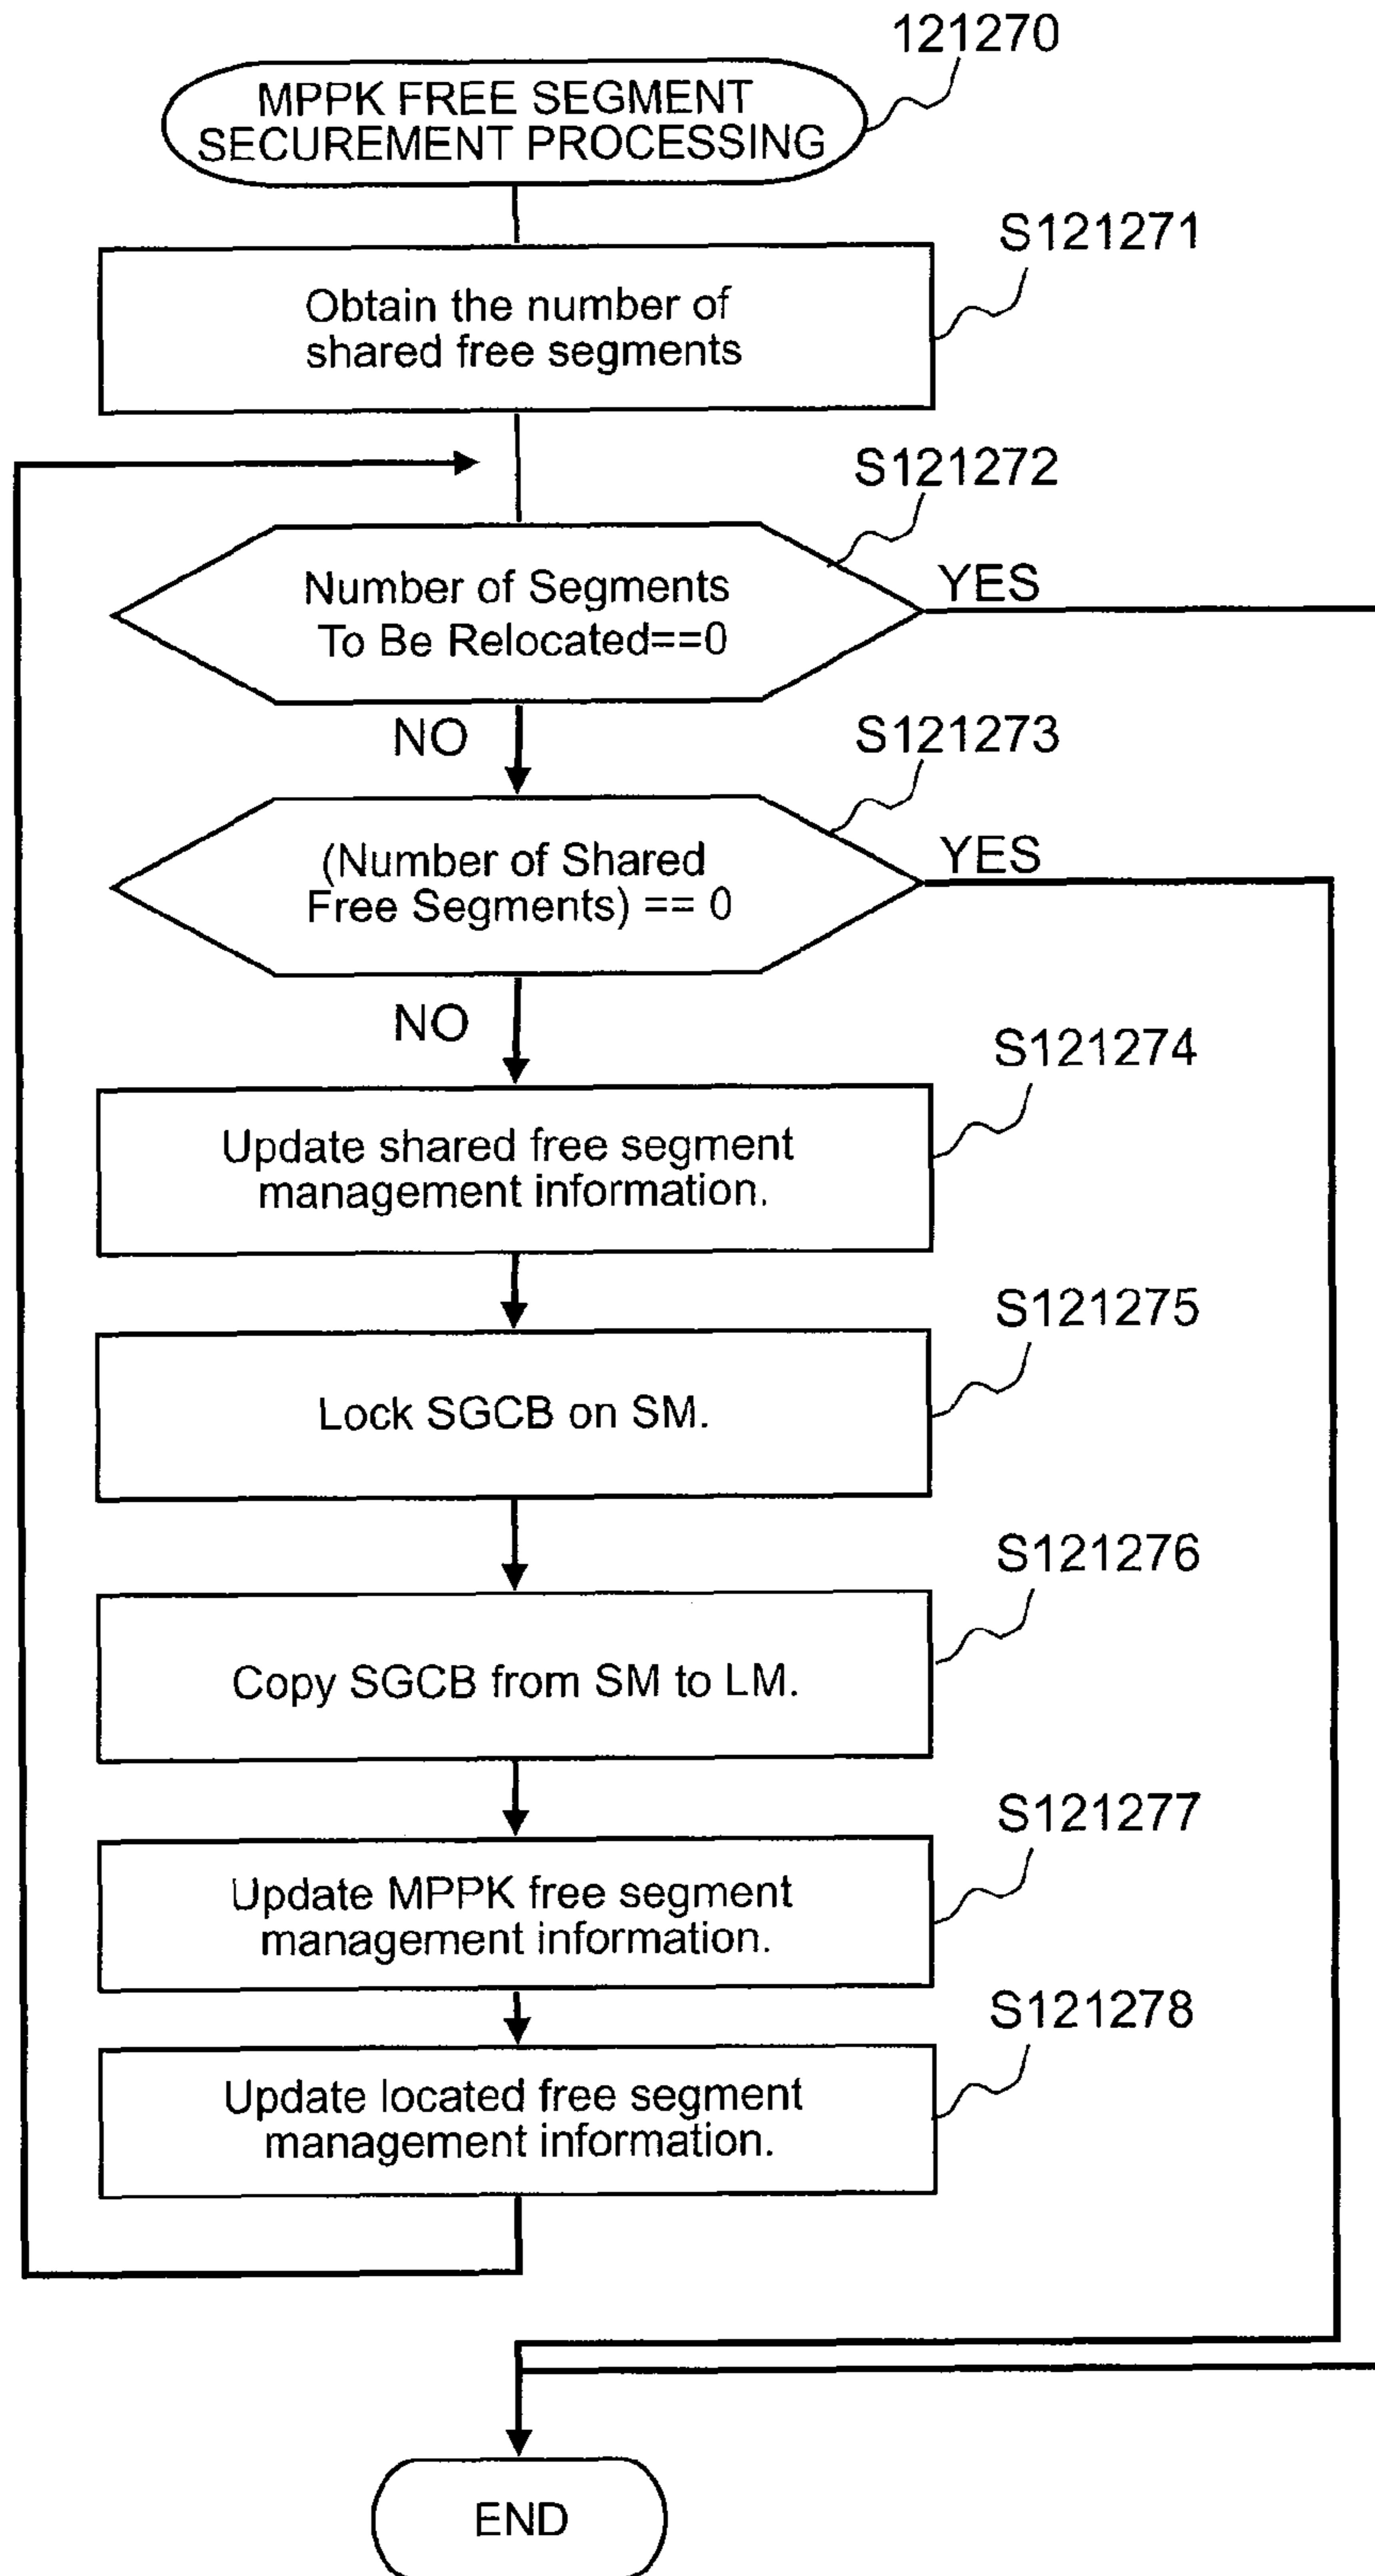 121270
MPPK FREE SEGMENT
SECUREMENT PROCESSING
S121271
Obtain the number of
shared free segments
S121272
Number of Segments
To Be Relocated==0
YES
NO
S121273
(Number of Shared
Free Segments) == 0
YES
NO
S121274
Update shared free segment
management information.
S121275
Lock SGCB on SM.
S121276
Copy SGCB from SM to LM.
S121277
Update MPPK free segment
management information.
S121278
Update located free segment
management information.
END